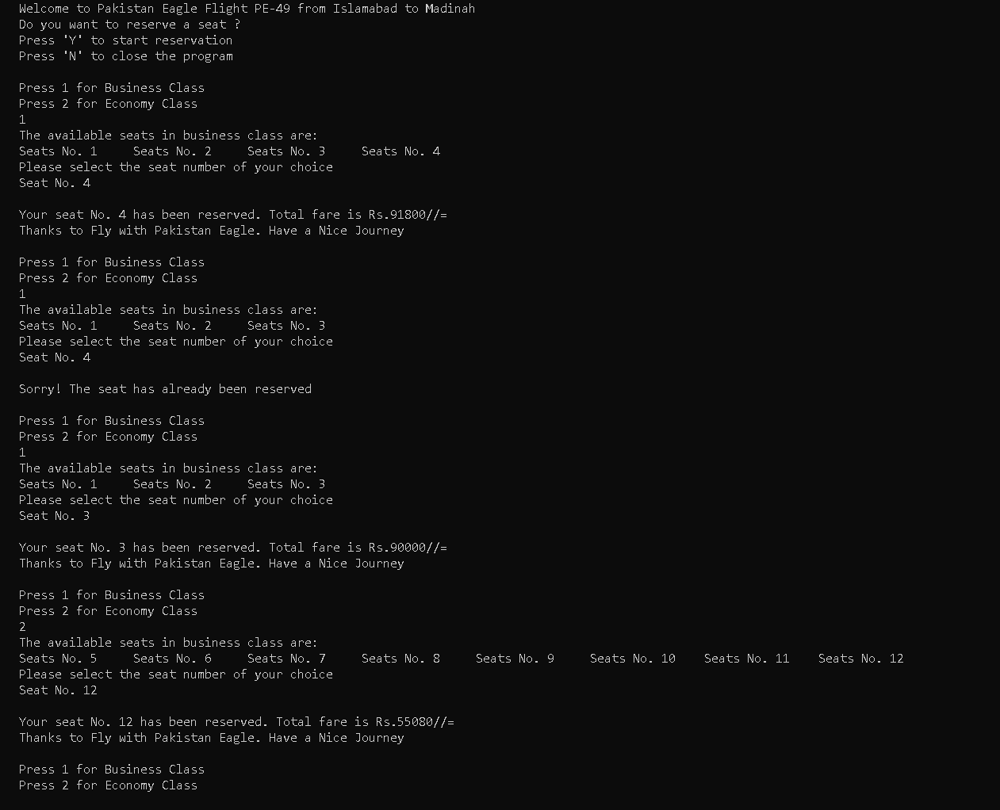 Welcome to Pakistan Eagle Flight PE-49 from Islamabad to Madinah
Do you want to reserve a seat ?
Press 'Y' to start reservation
Press 'N' to close the program
Press 1 for Business Class
Press 2 for Economy Class
1
The available seats in business class are:
Seats No. 1     Seats No. 2     Seats No. 3     Seats No. 4
Please select the seat number of your choice
Seat No. 4
Your seat No. 4 has been reserved. Total fare is Rs.91800//=
Thanks to Fly with Pakistan Eagle. Have a Nice Journey
Press 1 for Business Class
Press 2 for Economy Class
1
The available seats in business class are:
Seats No. 1     Seats No. 2     Seats No. 3
Please select the seat number of your choice
Seat No. 4
Sorry! The seat has already been reserved
Press 1 for Business Class
Press 2 for Economy Class
1
The available seats in business class are:
Seats No. 1     Seats No. 2     Seats No. 3
Please select the seat number of your choice
Seat No. 3
Your seat No. 3 has been reserved. Total fare is Rs.90000//=
Thanks to Fly with Pakistan Eagle. Have a Nice Journey
Press 1 for Business Class
Press 2 for Economy Class
2
The available seats in business class are:
Seats No. 5     Seats No. 6     Seats No. 7     Seats No. 8     Seats No. 9     Seats No. 10    Seats No. 11    Seats No. 12
Please select the seat number of your choice
Seat No. 12
Your seat No. 12 has been reserved. Total fare is Rs.55080//=
Thanks to Fly with Pakistan Eagle. Have a Nice Journey
Press 1 for Business Class
Press 2 for Economy Class